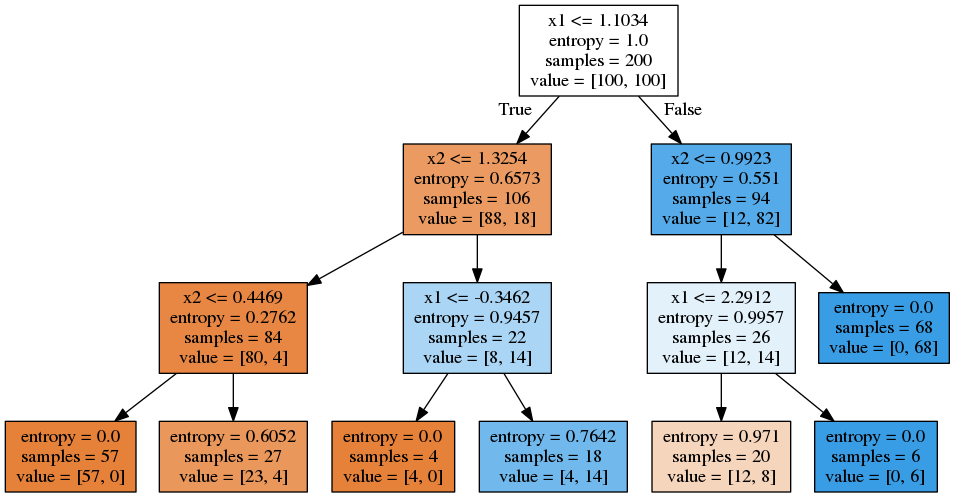 x1 <= 1.1034
entropy = 1.0
samples = 200
value = [100, 100]
True
False
x2 <= 1.3254
entropy = 0.6573
samples = 106
value = [88, 18]
x2 <= 0.9923
entropy = 0.551
samples = 94
value = [12, 82]
x2 <= 0.4469
entropy = 0.2762
samples = 84
value = [80, 4]
x1 <= -0.3462
entropy = 0.9457
samples = 22
value = [8, 14]
x1 <= 2.2912
entropy = 0.9957
samples = 26
value = [12, 14]
entropy = 0.0
samples = 68
value = [0, 68]
entropy = 0.0
samples = 57
value = [57, 0]
entropy = 0.6052
samples = 27
value = [23, 4]
entropy = 0.0
samples = 4
value = [4, 0]
entropy = 0.7642
samples = 18
value = [4, 14]
entropy = 0.971
samples = 20
value = [12, 8]
entropy = 0.0
samples = 6
value = [0, 6]